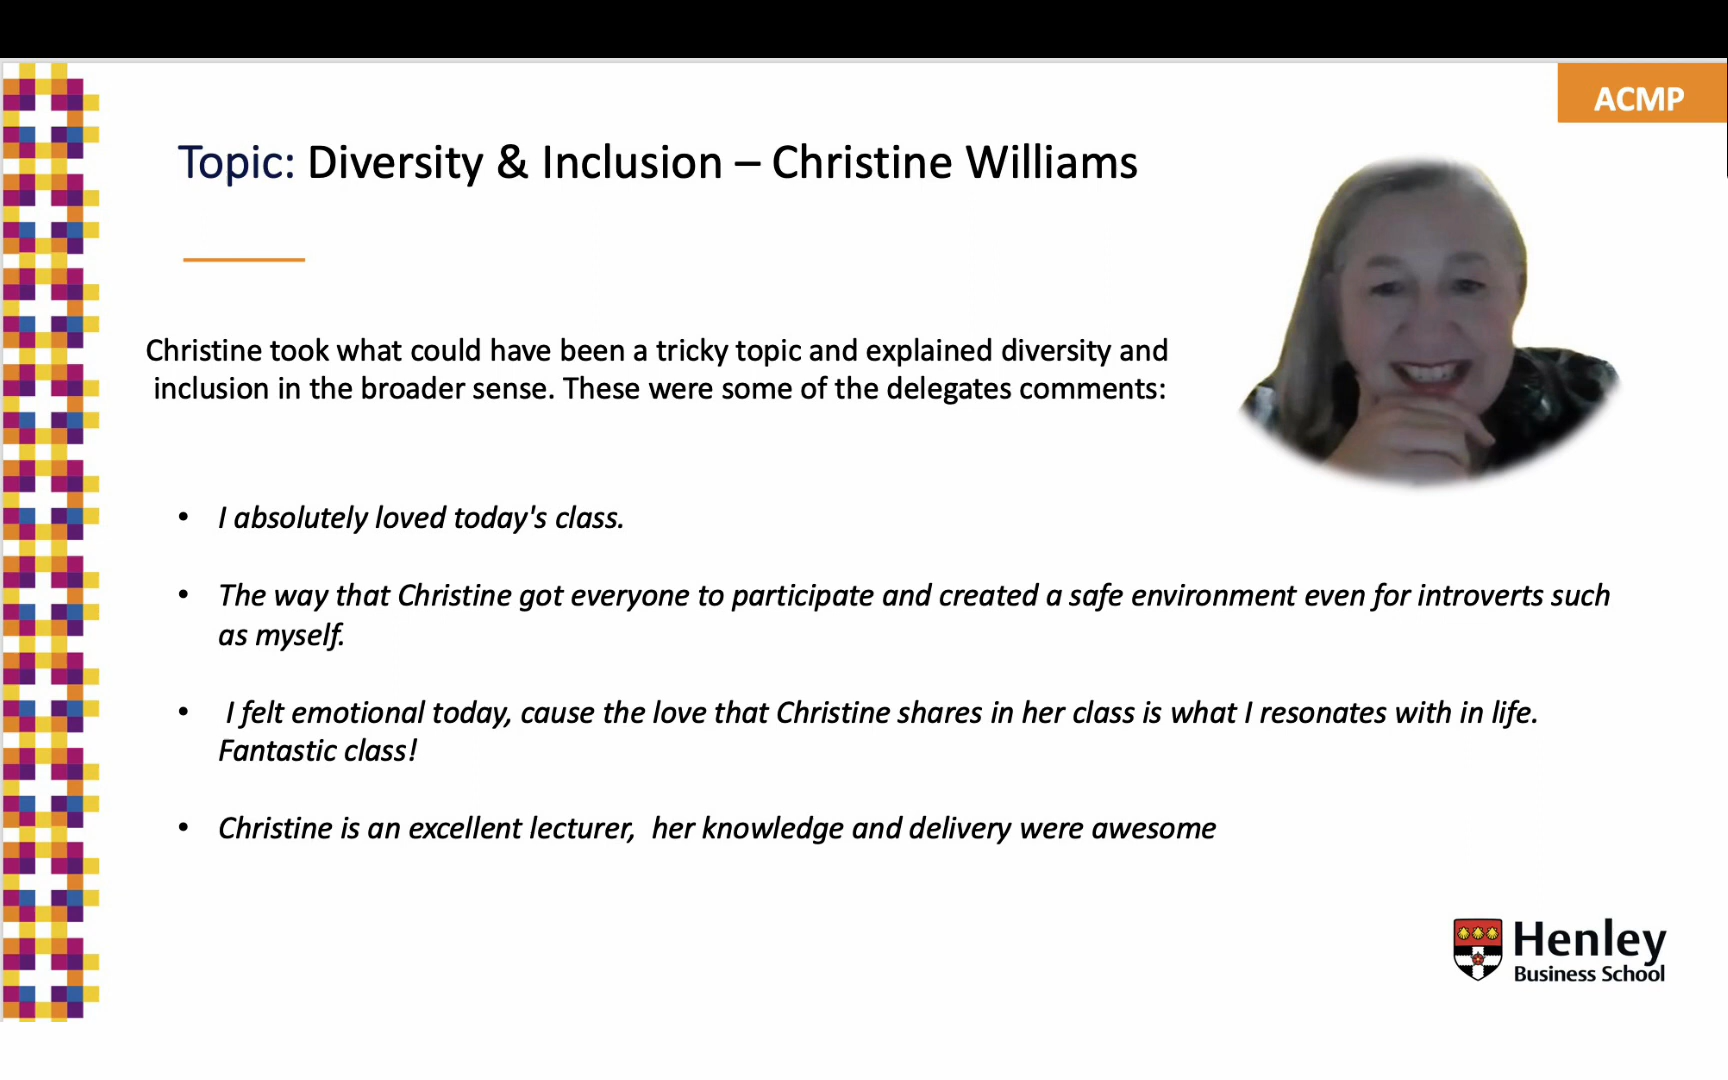 ACMP
Topic: Diversity & Inclusion – Christine Williams
Christine took what could have been a tricky topic and explained diversity and
inclusion in the broader sense. These were some of the delegates comments:
• I absolutely loved today's class.
• The way that Christine got everyone to participate and created a safe environment even for introverts such
as myself.
• I felt emotional today, cause the love that Christine shares in her class is what I resonates with in life.
Fantastic class!
• Christine is an excellent lecturer, her knowledge and delivery were awesome
Henley
Business School